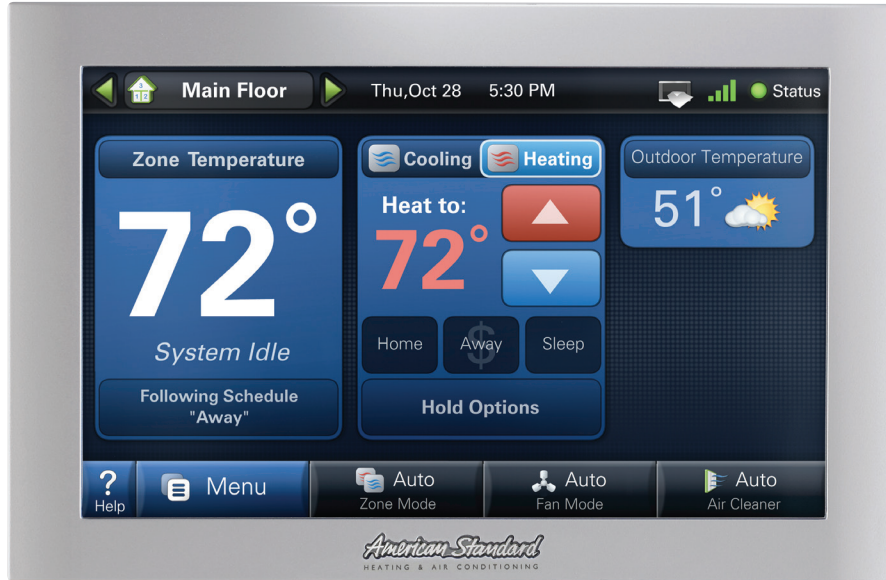 Main Floor
Thu,Oct 28 5:30 PM
Status
Zone Temperature
72°
System Idle
Following Schedule
"Away"
Cooling
Heating
Heat to:
72°
Home
Away
$
Sleep
Hold Options
Outdoor Temperature
51°
?
Help
Menu
Auto
Zone Mode
Auto
Fan Mode
Auto
Air Cleaner
American Standard
HEATING & AIR CONDITIONING